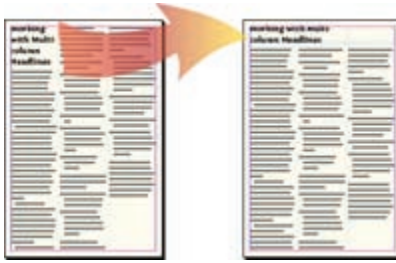 Working
with Multi
column
Headlines
Working with Multi
column Headlines